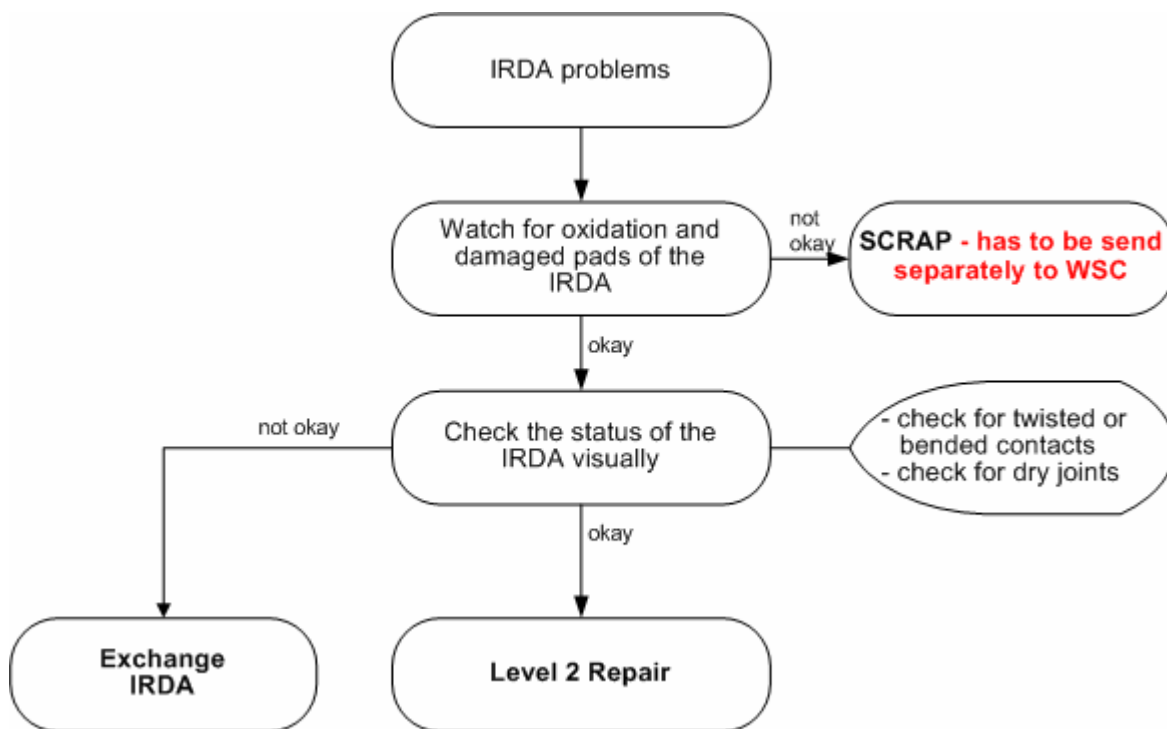 IRDA problems
Watch for oxidation and
damaged pads of the
IRDA
not
okay
SCRAP - has to be send
separately to WSC
okay
Check the status of the
IRDA visually
not okay
- check for twisted or
bended contacts
- check for dry joints
okay
Exchange
IRDA
Level 2 Repair